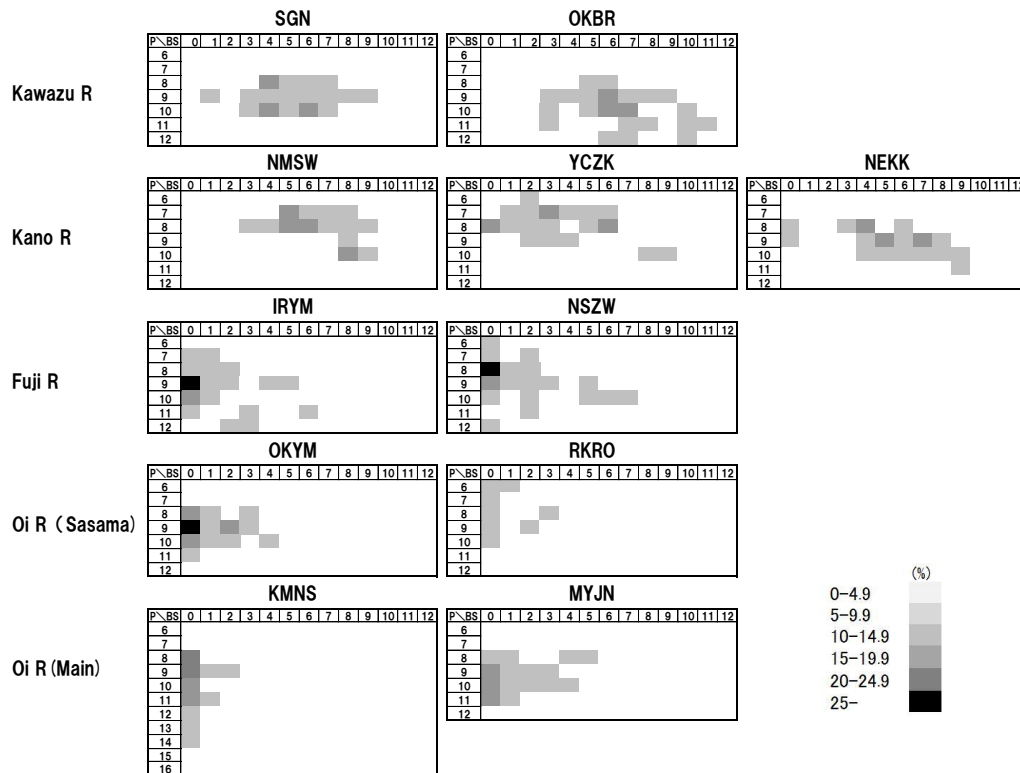 SGN OKBR
P\BS 0 1 2 3 4 5 6 7 8 9 10 11 12 P\BS 0 1 2 3 4 5 6 7 8 9 10 11 12
6 6
7 7
8 8
Kawazu R 9 9
10 10
11 11
12 12
NMSW YCZK NEKK
P\BS 0 1 2 3 4 5 6 7 8 9 10 11 12 P\BS 0 1 2 3 4 5 6 7 8 9 10 11 12 P\BS 0 1 2 3 4 5 6 7 8 9 10 11 12
6 6 6
7 7 7
8 8 8
Kano R 9 9 9
10 10 10
11 11 11
12 12 12
IRYM NSZW
P\BS 0 1 2 3 4 5 6 7 8 9 10 11 12 P\BS 0 1 2 3 4 5 6 7 8 9 10 11 12
6 6
7 7
8 8
Fuji R 9 9
10 10
11 11
12 12
OKYM RKRO
P\BS 0 1 2 3 4 5 6 7 8 9 10 11 12 P\BS 0 1 2 3 4 5 6 7 8 9 10 11 12
6 6
7 7
8 8
Oi R (Sasama) 9 9
10 10
11 11
12 12
KMNS MYJN
P\BS 0 1 2 3 4 5 6 7 8 9 10 11 12 P\BS 0 1 2 3 4 5 6 7 8 9 10 11 12
6 6
7 7
8 8
Oi R (Main) 9 9
10 10
11 11
12 12
13
14
15
16
(%)
0-4.9
5-9.9
10-14.9
15-19.9
20-24.9
25-